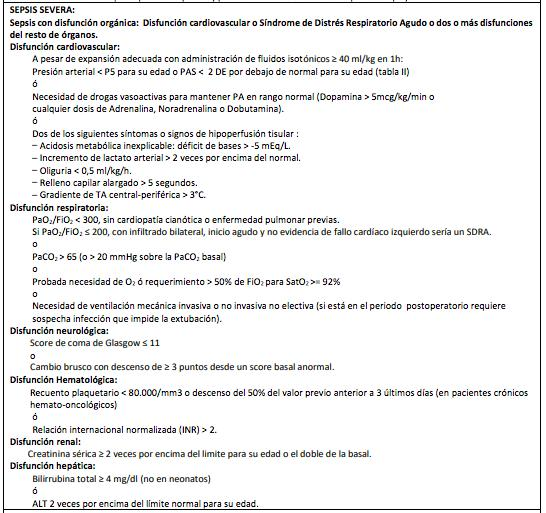 SEPSIS SEVERA:
Sepsis con disfunción orgánica: Disfunción cardiovascular o Síndrome de Distrés Respiratorio Agudo o dos o más disfunciones
del resto de órganos.
Disfunción cardiovascular:
A pesar de expansión adecuada con administración de fluidos isotónicos ≥ 40 ml/kg en 1h:
Presión arterial < P5 para su edad o PAS < 2 DE por debajo de normal para su edad (tabla II)
ó
Necesidad de drogas vasoactivas para mantener PA en rango normal (Dopamina > 5mcg/kg/min o
cualquier dosis de Adrenalina, Noradrenalina o Dobutamina).
ó
Dos de los siguientes síntomas o signos de hipoperfusión tisular :
– Acidosis metabólica inexplicable: déficit de bases > -5 mEq/L.
– Incremento de lactato arterial > 2 veces por encima del normal.
– Oliguria < 0,5 ml/kg/h.
– Relleno capilar alargado > 5 segundos.
– Gradiente de TA central-periférica > 3°C.
Disfunción respiratoria:
PaO₂/FiO₂ < 300, sin cardiopatía cianótica o enfermedad pulmonar previas.
Si PaO₂/FiO₂ ≤ 200, con infiltrado bilateral, inicio agudo y no evidencia de fallo cardíaco izquierdo sería un SDRA.
o
PaCO₂ > 65 (o > 20 mmHg sobre la PaCO₂ basal)
o
Probada necesidad de O₂ ó requerimiento > 50% de FiO₂ para SatO₂ >= 92%
o
Necesidad de ventilación mecánica invasiva o no invasiva no electiva (si está en el periodo postoperatorio requiere
sospecha infección que impide la extubación).
Disfunción neurológica:
Score de coma de Glasgow ≤ 11
o
Cambio brusco con descenso de ≥ 3 puntos desde un score basal anormal.
Disfunción Hematológica:
Recuento plaquetario < 80.000/mm3 o descenso del 50% del valor previo anterior a 3 últimos días (en pacientes crónicos
hemato-oncológicos)
ó
Relación internacional normalizada (INR) > 2.
Disfunción renal:
Creatinina sérica ≥ 2 veces por encima del limite para su edad o el doble de la basal.
Disfunción hepática:
Bilirrubina total ≥ 4 mg/dl (no en neonatos)
ó
ALT 2 veces por encima del límite normal para su edad.